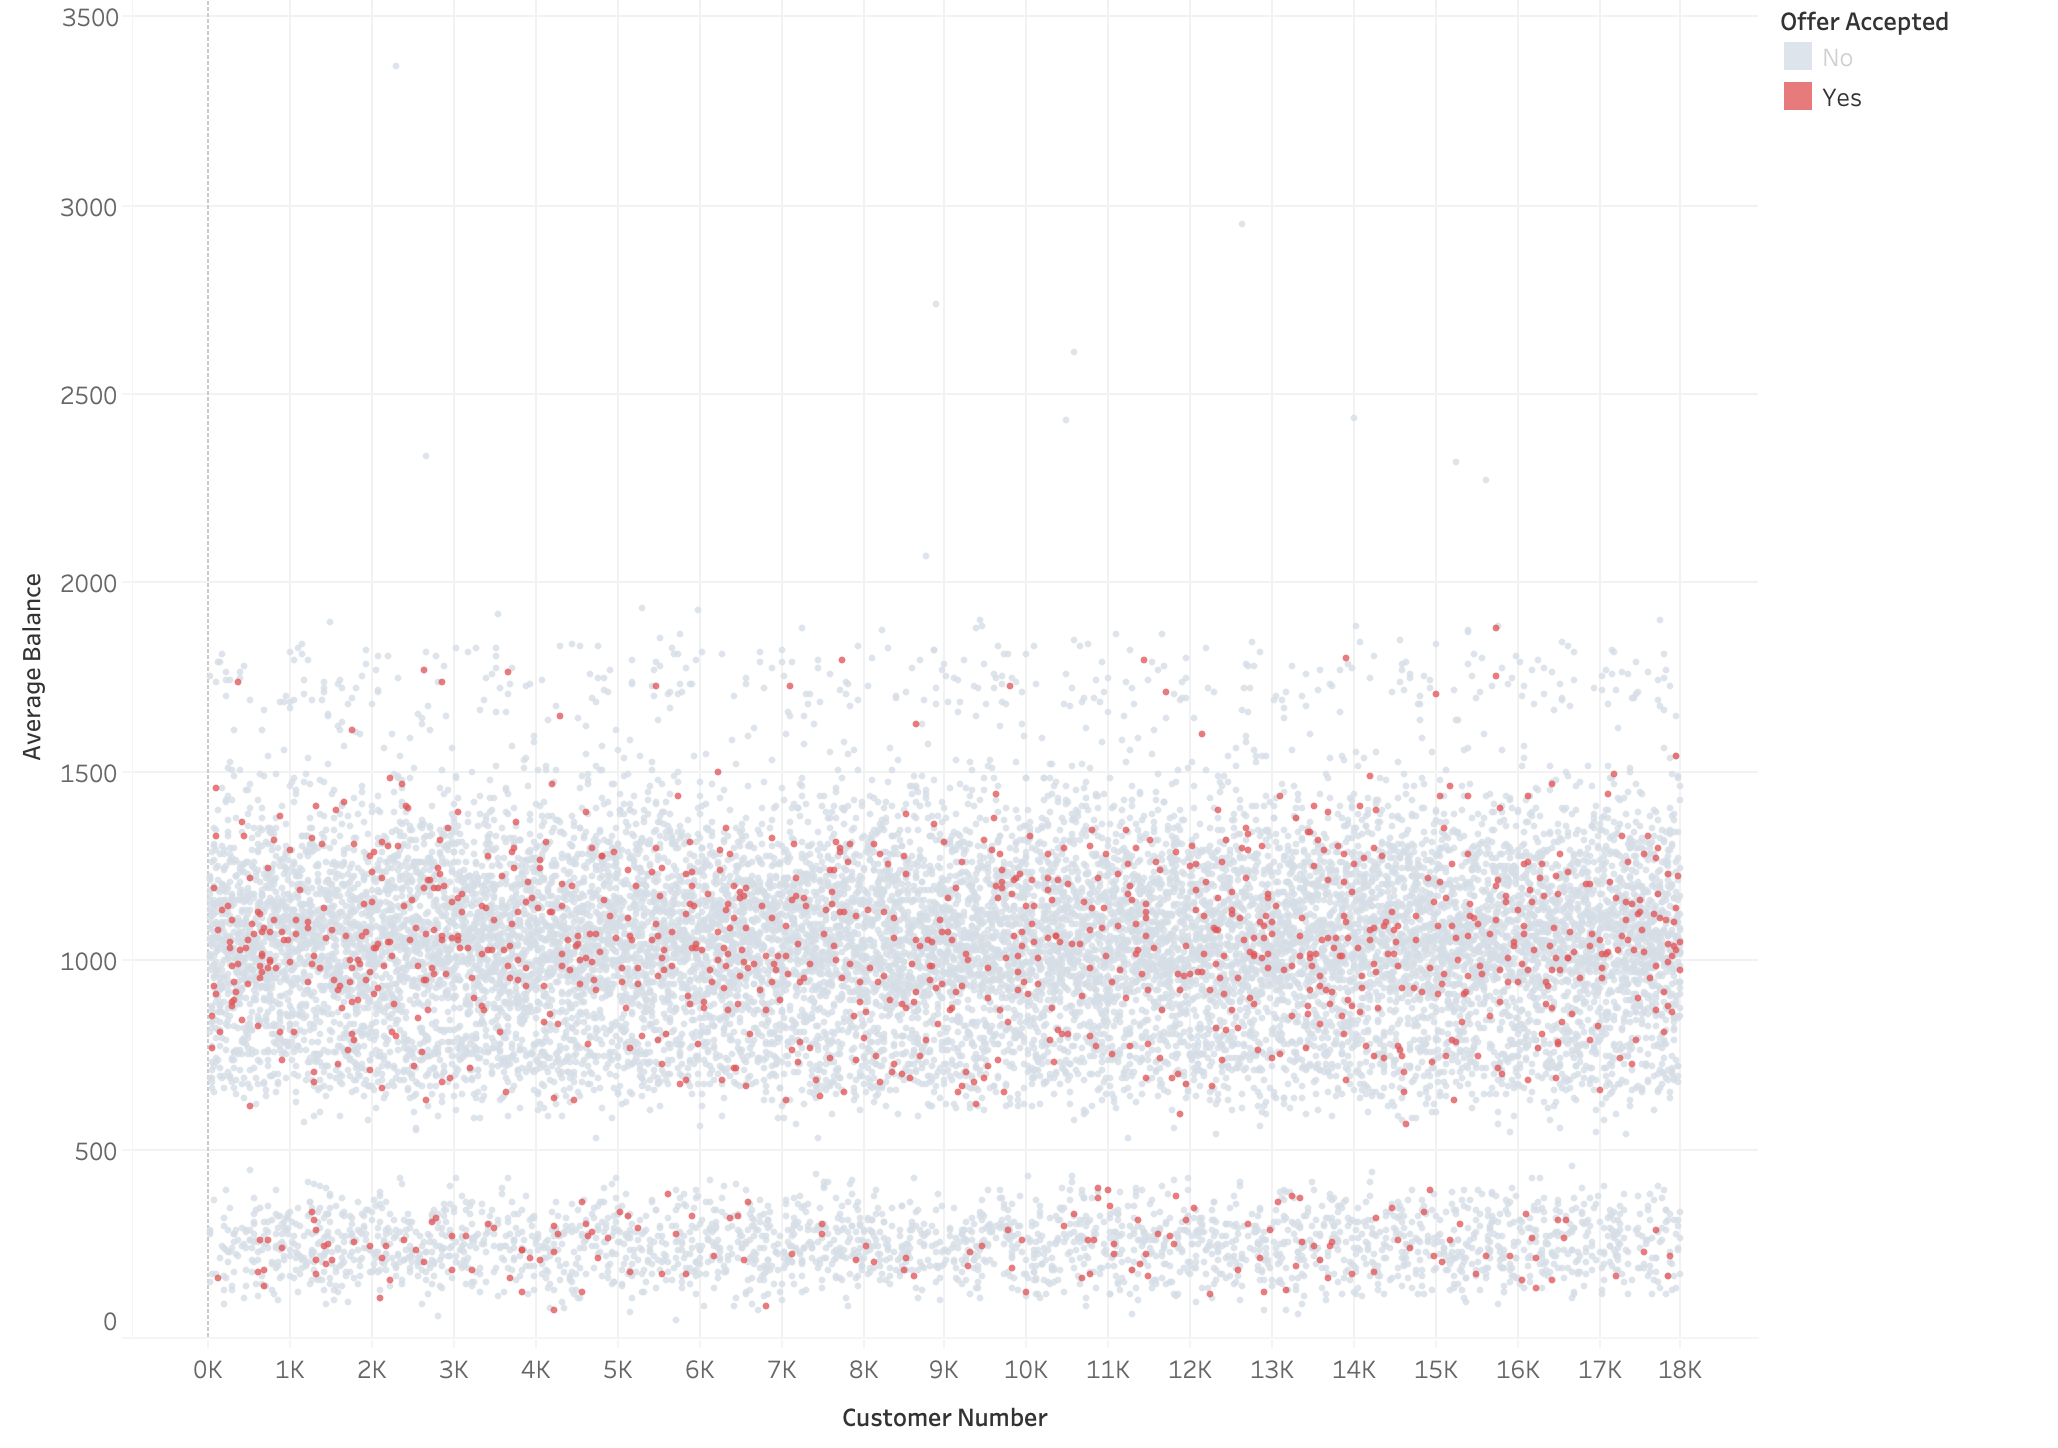 Offer Accepted
No
Yes
Average Balance
3500
3000
2500
2000
1500
1000
500
0
0K 1K 2K 3K 4K 5K 6K 7K 8K 9K 10K 11K 12K 13K 14K 15K 16K 17K 18K
Customer Number